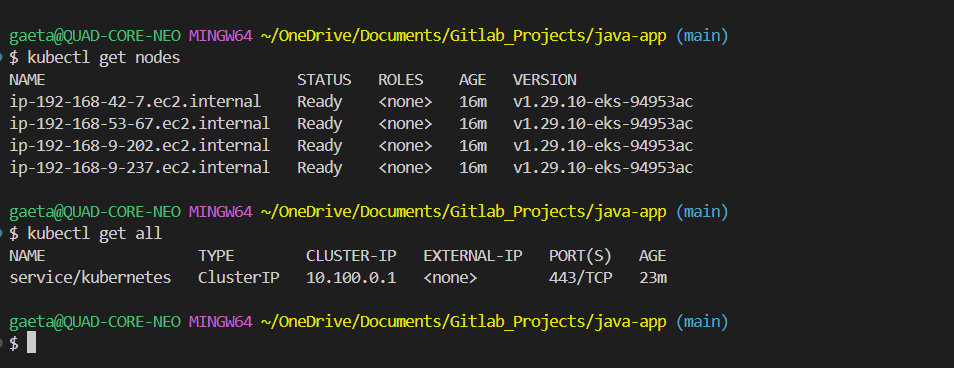 gaeta@QUAD-CORE-NEO MINGW64 ~/OneDrive/Documents/Gitlab_Projects/java-app (main)
$ kubectl get nodes
NAME                           STATUS   ROLES    AGE   VERSION
ip-192-168-42-7.ec2.internal    Ready    <none>   16m   v1.29.10-eks-94953ac
ip-192-168-53-67.ec2.internal   Ready    <none>   16m   v1.29.10-eks-94953ac
ip-192-168-9-202.ec2.internal   Ready    <none>   16m   v1.29.10-eks-94953ac
ip-192-168-9-237.ec2.internal   Ready    <none>   16m   v1.29.10-eks-94953ac
gaeta@QUAD-CORE-NEO MINGW64 ~/OneDrive/Documents/Gitlab_Projects/java-app (main)
$ kubectl get all
NAME                 TYPE        CLUSTER-IP   EXTERNAL-IP   PORT(S)   AGE
service/kubernetes   ClusterIP   10.100.0.1   <none>        443/TCP   23m
gaeta@QUAD-CORE-NEO MINGW64 ~/OneDrive/Documents/Gitlab_Projects/java-app (main)
$